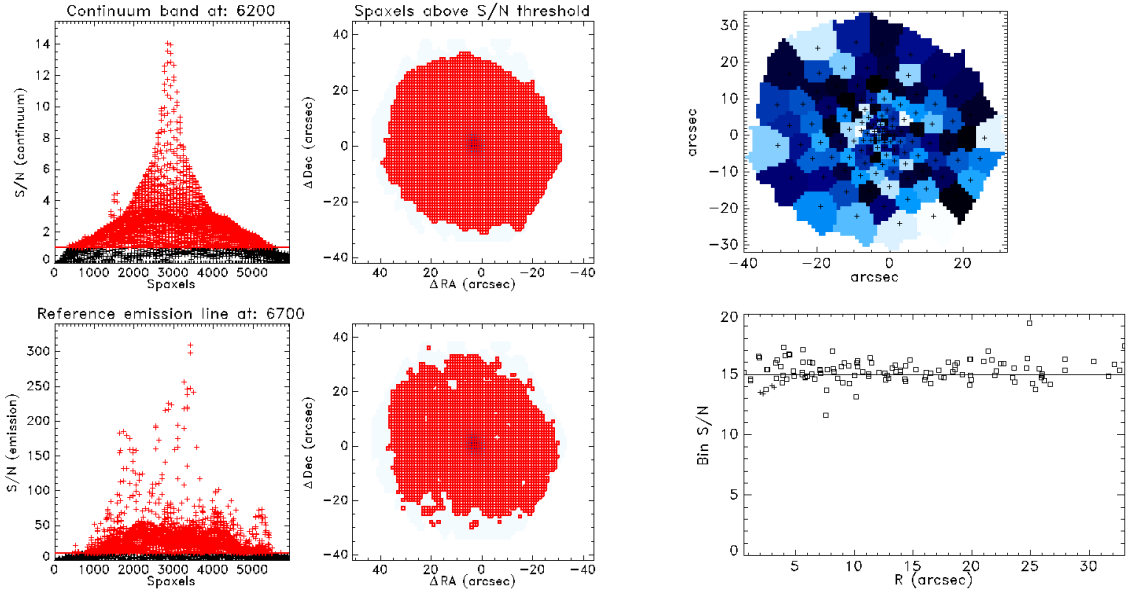 Continuum band at: 6200
S/N (continuum)
14
12
10
8
6
4
2
0
0 1000 2000 3000 4000 5000
Spaxels
Spaxels above S/N threshold
Δ Dec (arcsec)
40
20
0
-20
-40
40 20 0 -20 -40
Δ RA (arcsec)
arcsec
30
20
10
0
-10
-20
-30
-40 -20 0 20
arcsec
Reference emission line at: 6700
S/N (emission)
300
250
200
150
100
50
0
0 1000 2000 3000 4000 5000
Spaxels
Δ Dec (arcsec)
40
20
0
-20
-40
40 20 0 -20 -40
Δ RA (arcsec)
Bin S/N
20
15
10
5
0
5 10 15 20 25 30
R (arcsec)